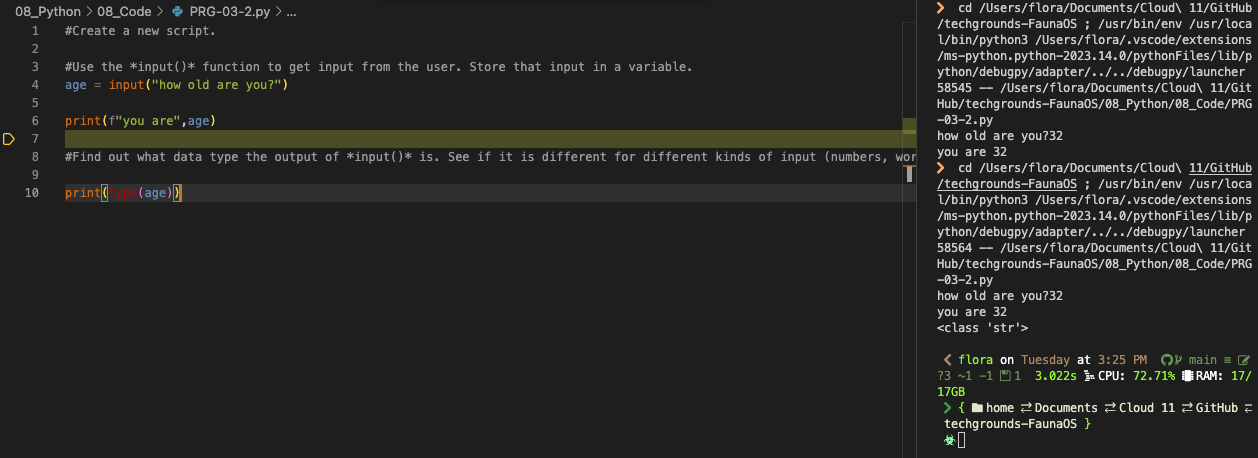 08_Python > 08_Code > PRG-03-2.py > ...
1 #Create a new script.
2
3 #Use the *input()* function to get input from the user. Store that input in a variable.
4 age = input("how old are you?")
5
6 print(f"you are",age)
7
8 #Find out what data type the output of *input()* is. See if it is different for different kinds of input (numbers, wor
9
10 print(type(age))
cd /Users/flora/Documents/Cloud\ 11/GitHub
/techgrounds-FaunaOS ; /usr/bin/env /usr/loca
l/bin/python3 /Users/flora/.vscode/extensions
/ms-python.python-2023.14.0/pythonFiles/lib/p
ython/debugpy/adapter/../../debugpy/launcher
58545 -- /Users/flora/Documents/Cloud\ 11/Git
Hub/techgrounds-FaunaOS/08_Python/08_Code/PRG
-03-2.py
how old are you?32
you are 32
cd /Users/flora/Documents/Cloud\ 11/GitHub
/techgrounds-FaunaOS ; /usr/bin/env /usr/loca
l/bin/python3 /Users/flora/.vscode/extensions
/ms-python.python-2023.14.0/pythonFiles/lib/p
ython/debugpy/adapter/../../debugpy/launcher
58564 -- /Users/flora/Documents/Cloud\ 11/Git
Hub/techgrounds-FaunaOS/08_Python/08_Code/PRG
-03-2.py
how old are you?32
you are 32
<class 'str'>
flora on Tuesday at 3:25 PM main ≡
?3 ~1 -1 1 3.022s CPU: 72.71% RAM: 17/
17GB
{ home ⇄Documents ⇄Cloud 11 ⇄GitHub ⇄
techgrounds-FaunaOS }